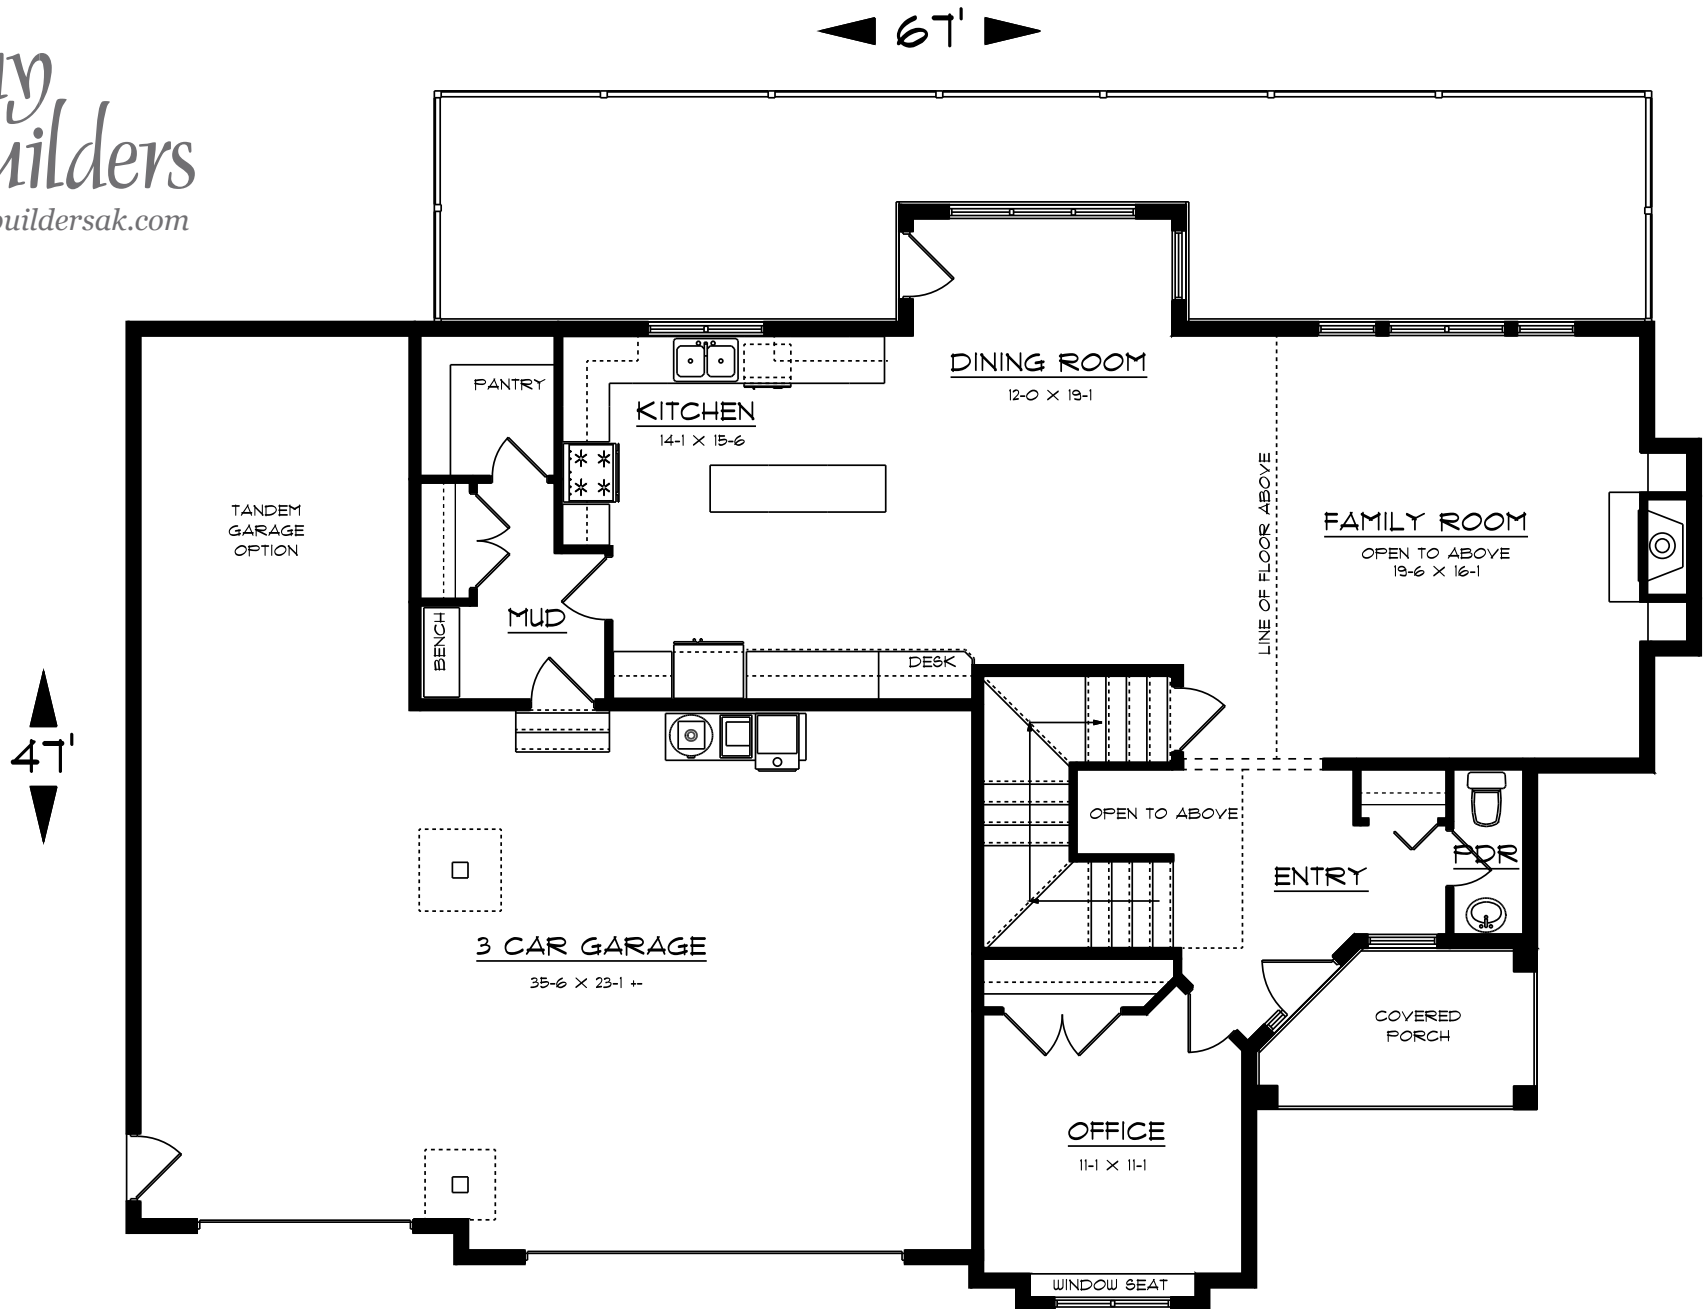 67'
uilders
buildersak.com
DINING ROOM
12-0 X 19-1
PANTRY
KITCHEN
14-1 X 15-6
TANDEM
GARAGE
OPTION
LINE OF FLOOR ABOVE
FAMILY ROOM
OPEN TO ABOVE
19-6 X 16-1
MUD
BENCH
DESK
47'
OPEN TO ABOVE
PDR
ENTRY
3 CAR GARAGE
35-6 X 23-1 +-
COVERED
PORCH
OFFICE
11-1 X 11-1
WINDOW SEAT